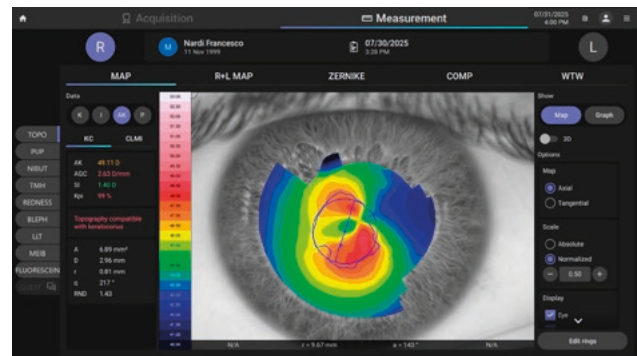 Acquisition
Measurement
07/31/2025
4:00 PM
R
M
Nardi Francesco
11 Nov 1999
07/30/2025
3:28 PM
L
MAP
R+L MAP
ZERNIKE
COMP
WTW
Data
K I AK P
KC CLMI
AK 49.11 D
AGC 2.63 D/mm
SI 1.40 D
Kpi 99 %
Topography compatible
with keratoconus
A 6.89 mm²
D 2.96 mm
r 0.81 mm
α 217 °
RND 1.43
TOPO
PUP
NIBUT
TMH
REDNESS
BLEPH
LLT
MEIB
FLUORESCEIN
N/A
r = 9.67 mm
α = 143 °
N/A
Show
Map Graph
3D
Options
Map
Axial
Tangential
Scale
Absolute
Normalized
0.50
Display
Eye
Edit rings